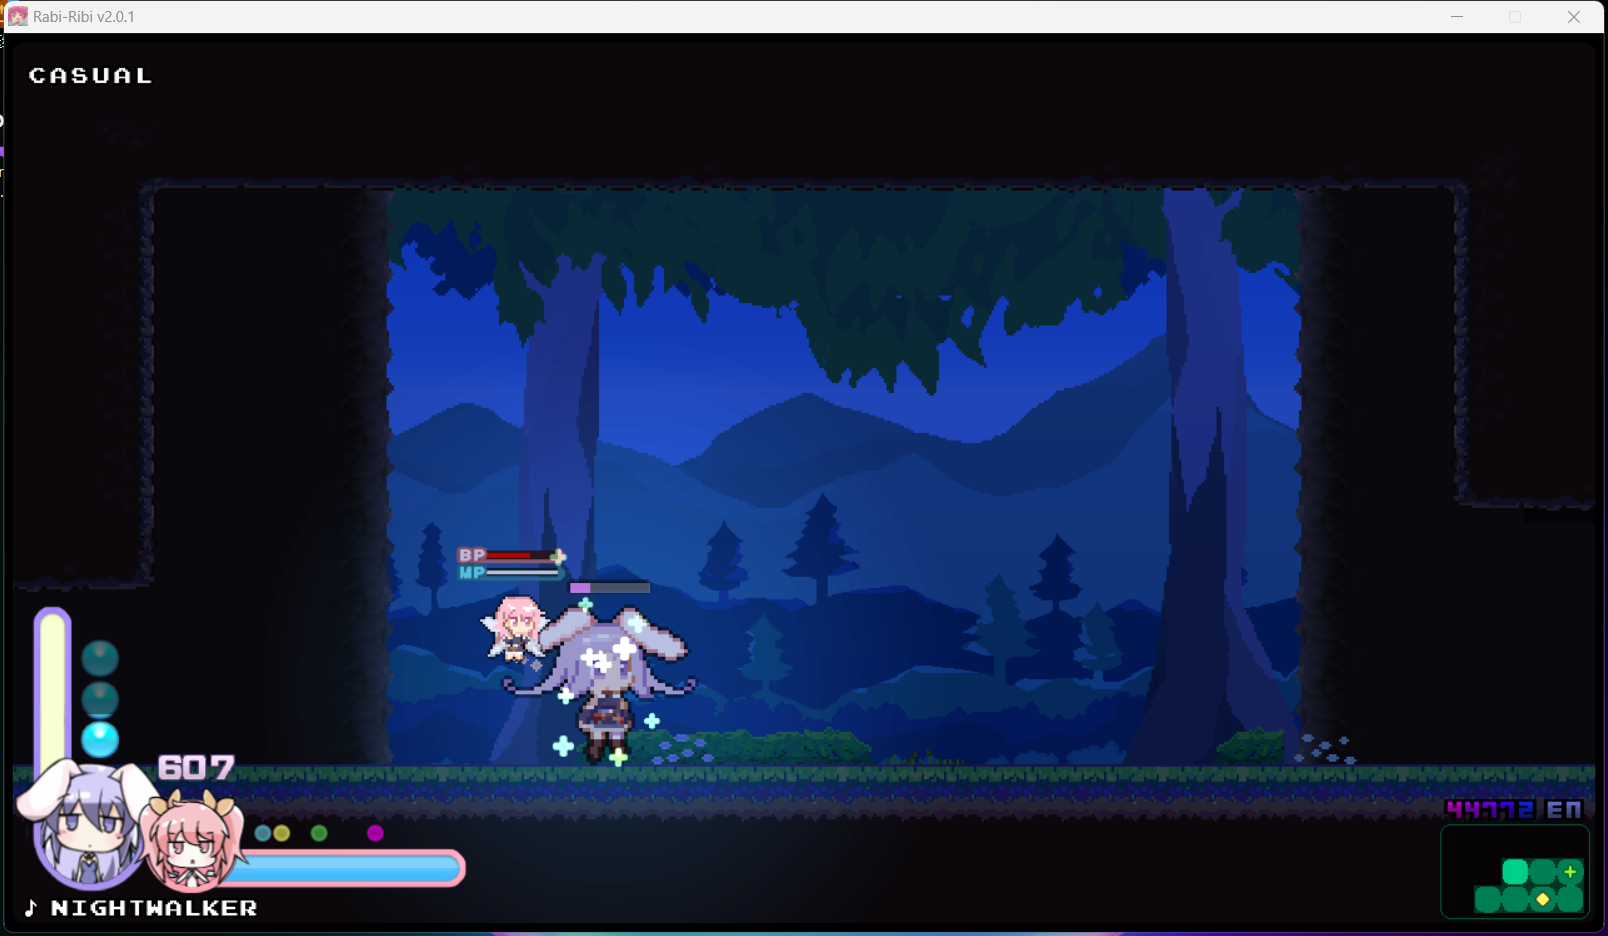 Rabi-Ribi v2.0.1
CASUAL
BP
MP
607
44772 EN
♪ NIGHTWALKER